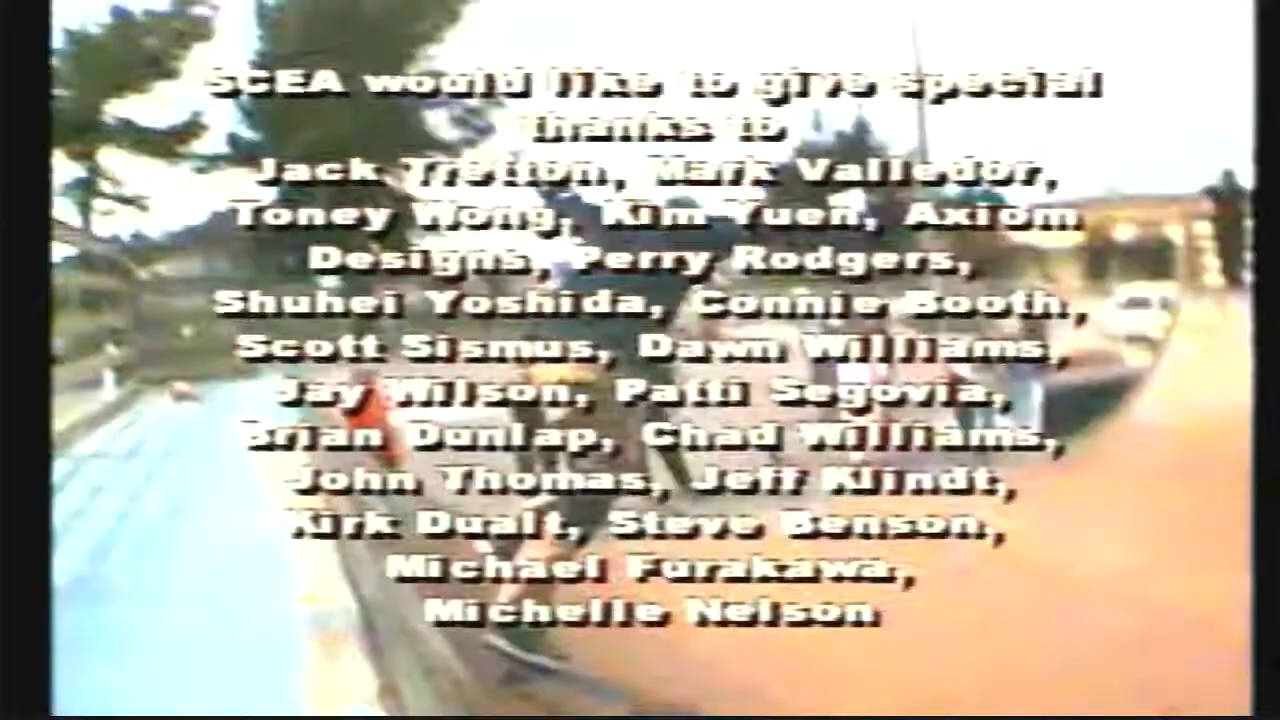 SCEA would like to give special
thanks to
Jack Tretton, Mark Valledor,
Toney Wong, Kim Yuen, Axiom
Designs, Perry Rodgers,
Shuhei Yoshida, Connie Booth,
Scott Sismus, Dawn Williams,
Jay Wilson, Patti Segovia,
Brian Dunlap, Chad Williams,
John Thomas, Jeff Klindt,
Kirk Dualt, Steve Benson,
Michael Furakawa,
Michelle Nelson